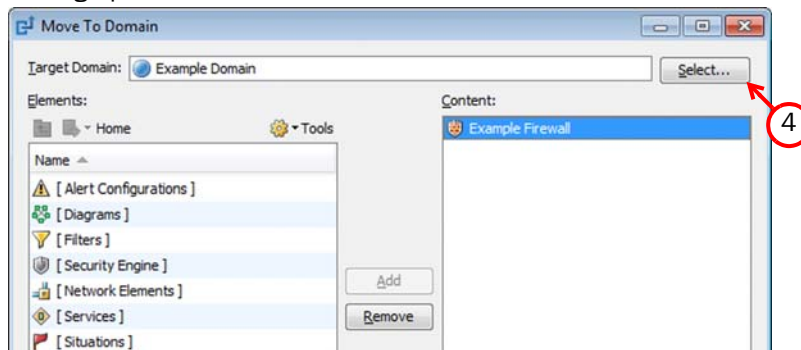 Move To Domain
Target Domain: Example Domain Select...
Elements: Content:
Home Tools Example Firewall 4
Name
[ Alert Configurations ]
[ Diagrams ]
[ Filters ]
[ Security Engine ]
[ Network Elements ] Add
[ Services ] Remove
[ Situations ]